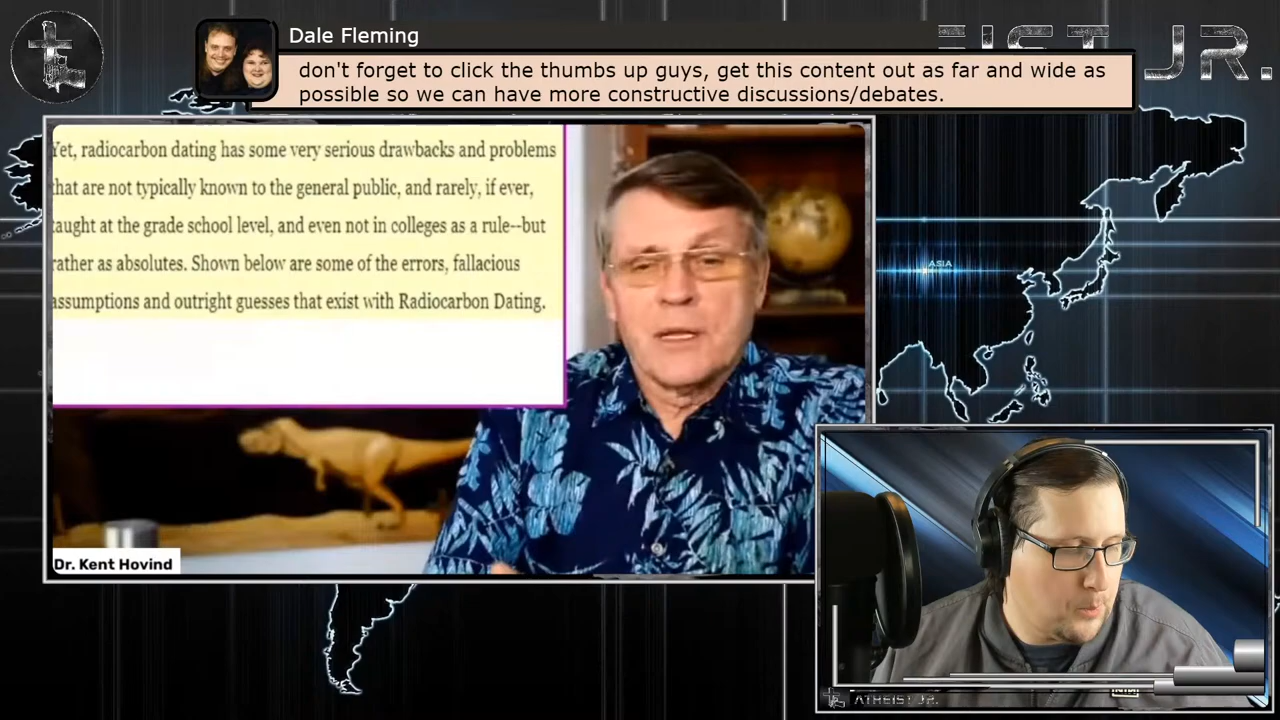 Dale Fleming
don't forget to click the thumbs up guys, get this content out as far and wide as
possible so we can have more constructive discussions/debates.
JR.
Yet, radiocarbon dating has some very serious drawbacks and problems
that are not typically known to the general public, and rarely, if ever,
taught at the grade school level, and even not in colleges as a rule--but
rather as absolutes. Shown below are some of the errors, fallacious
assumptions and outright guesses that exist with Radiocarbon Dating.
ASIA
Dr. Kent Hovind
ATHEIST JR.